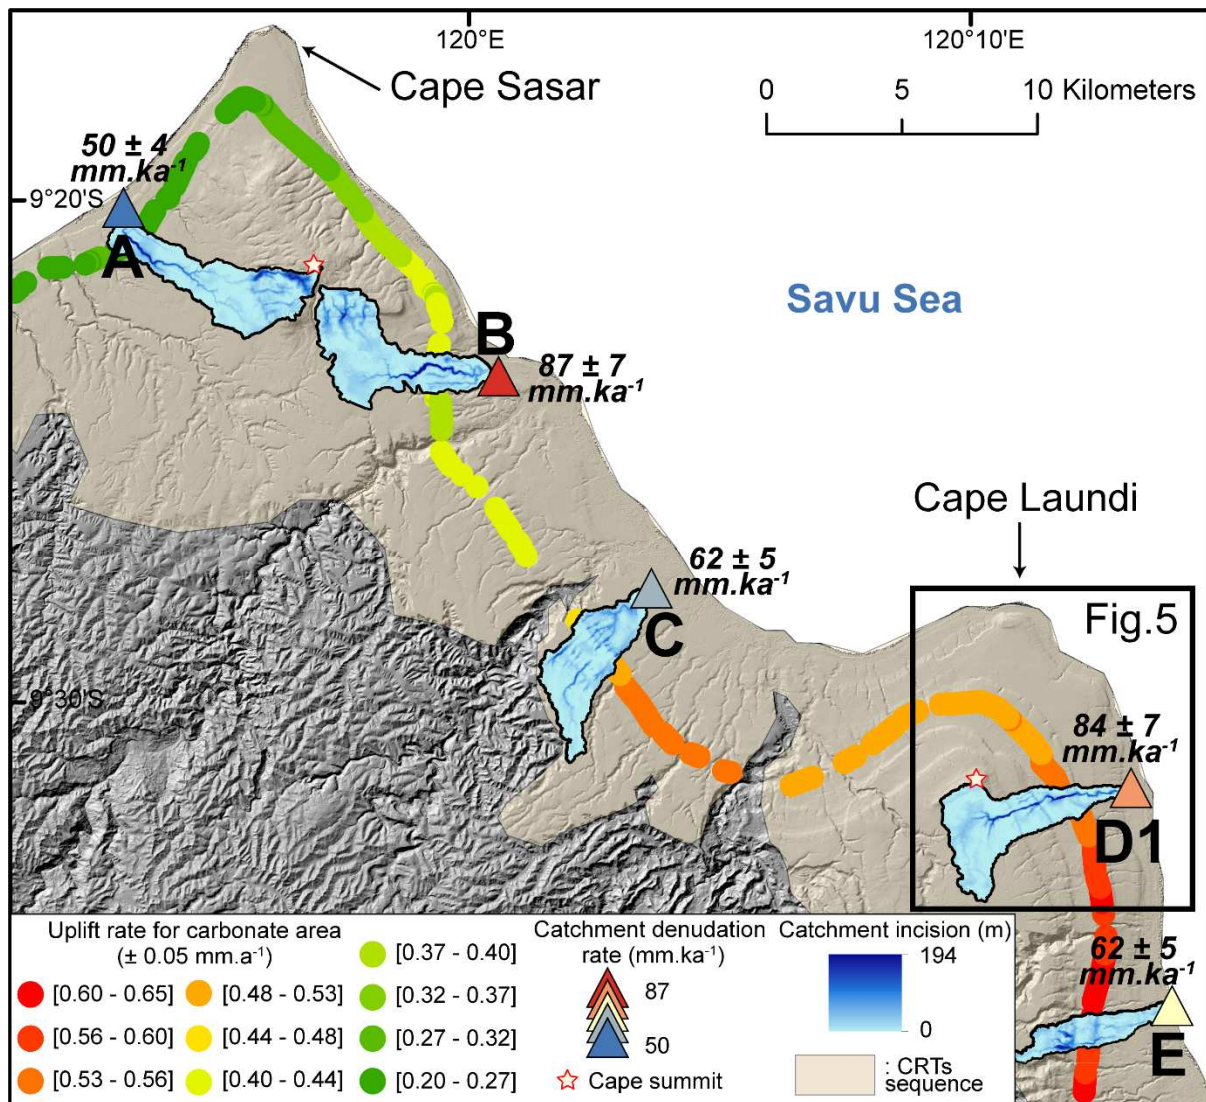 120°E
120°10'E
Cape Sasar
0 5 10 Kilometers
50 ± 4
mm.ka⁻¹
9°20'S
A
Savu Sea
B
87 ± 7
mm.ka⁻¹
Cape Laundi
62 ± 5
mm.ka⁻¹
C
Fig.5
9°30'S
84 ± 7
mm.ka⁻¹
D1
62 ± 5
mm.ka⁻¹
E
Uplift rate for carbonate area
(± 0.05 mm.a⁻¹)
[0.60 - 0.65]
[0.56 - 0.60]
[0.53 - 0.56]
[0.48 - 0.53]
[0.44 - 0.48]
[0.40 - 0.44]
[0.37 - 0.40]
[0.32 - 0.37]
[0.27 - 0.32]
[0.20 - 0.27]
Catchment denudation
rate (mm.ka⁻¹)
87
50
Cape summit
Catchment incision (m)
194
0
: CRTs
sequence